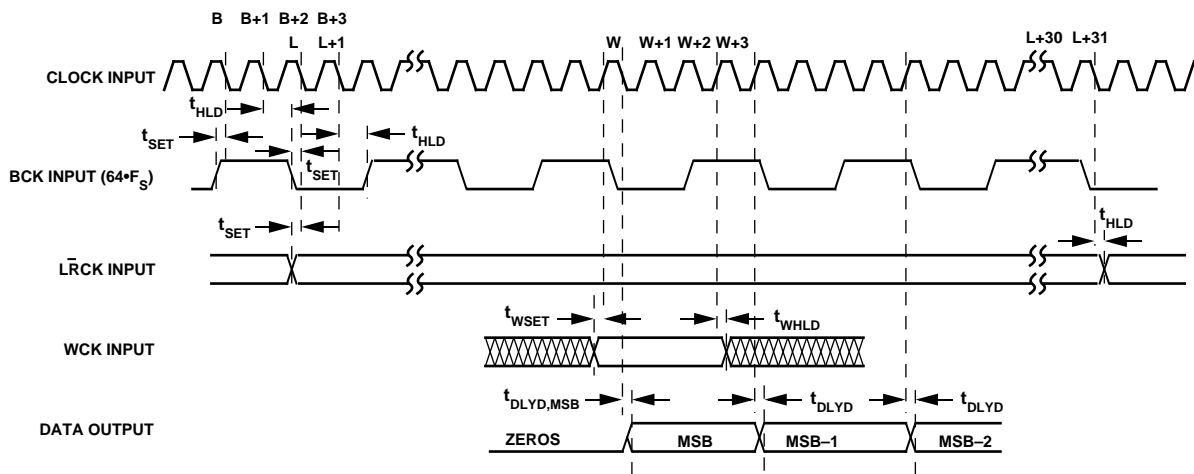 B B+1 B+2 B+3
L L+1 W W+1 W+2 W+3 L+30 L+31
CLOCK INPUT
tHLD
tSET tHLD
tSET
BCK INPUT (64•FS)
tSET tHLD
L̅RCK INPUT
tWSET tWHLD
WCK INPUT
tDLYD,MSB tDLYD tDLYD
DATA OUTPUT
ZEROS MSB MSB–1 MSB–2